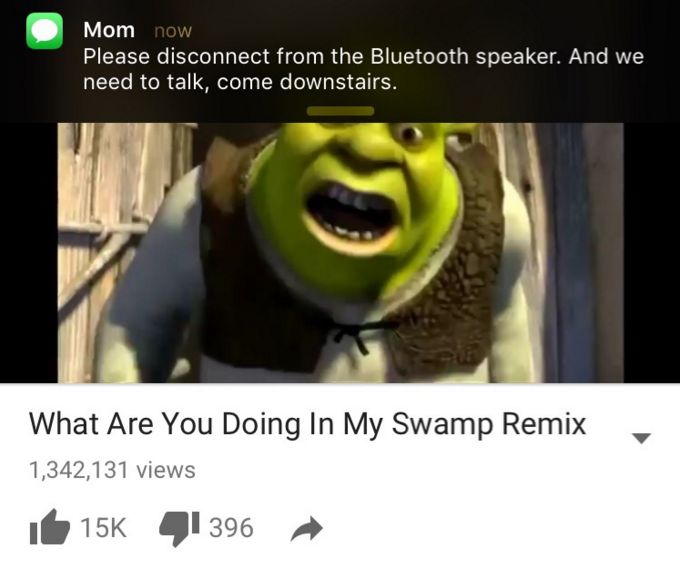 Mom now
Please disconnect from the Bluetooth speaker. And we
need to talk, come downstairs.
What Are You Doing In My Swamp Remix
1,342,131 views
15K 396